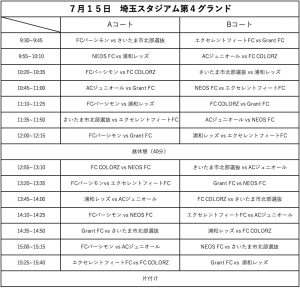 7月15日　埼玉スタジアム第4グランド
Aコート Bコート
9:30~9:45 FCパーシモン vs さいたま市北部選抜 エクセレントフィートFC vs Grant FC
9:55~10:10 NEOS FC vs 浦和レッズ ACジュニオール vs FC COLORZ
10:20~10:35 FCパーシモン vs FC COLORZ さいたま市北部選抜 vs 浦和レッズ
10:45~11:00 ACジュニオール vs Grant FC NEOS FC vs エクセレントフィートFC
11:10~11:25 FCパーシモン vs 浦和レッズ FC COLORZ vs Grant FC
11:35~11:50 さいたま市北部選抜 vs エクセレントフィートFC ACジュニオール vs NEOS FC
12:00~12:15 FCパーシモン vs Grant FC 浦和レッズ vs エクセレントフィートFC
昼休憩（40分）
12:55~13:10 FC COLORZ vs NEOS FC さいたま市北部選抜 vs ACジュニオール
13:20~13:35 FCパーシモン vs エクセレントフィートFC Grant FC vs NEOS FC
13:45~14:00 浦和レッズ vs ACジュニオール FC COLORZ vs さいたま市北部選抜
14:10~14:25 FCパーシモン vs NEOS FC エクセレントフィートFC vs ACジュニオール
14:35~14:50 Grant FC vs さいたま市北部選抜 浦和レッズ vs FC COLORZ
15:00~15:15 FCパーシモン vs ACジュニオール NEOS FC vs さいたま市北部選抜
15:25~15:40 エクセレントフィートFC vs FC COLORZ Grant FC vs 浦和レッズ
片付け